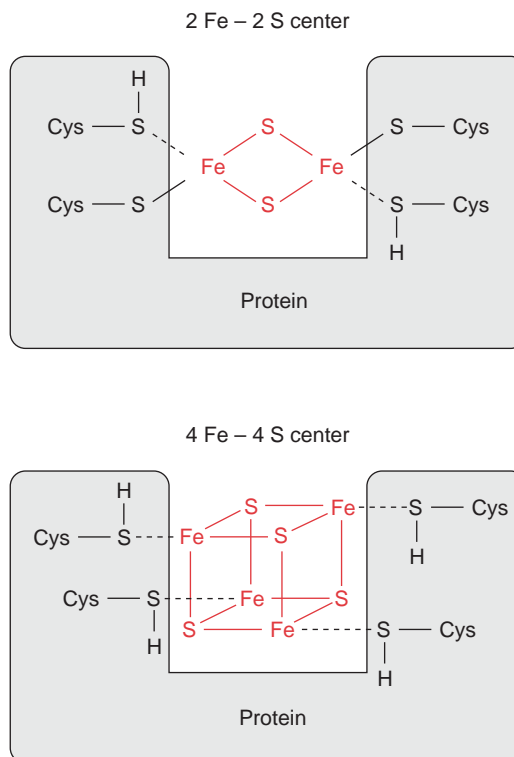 2 Fe – 2 S center
H
Cys S S S Cys
Fe Fe
Cys S S S Cys
H
Protein
4 Fe – 4 S center
H
S Fe S Cys
Cys S Fe S
H
Cys S Fe S
H S Fe S Cys
H
Protein